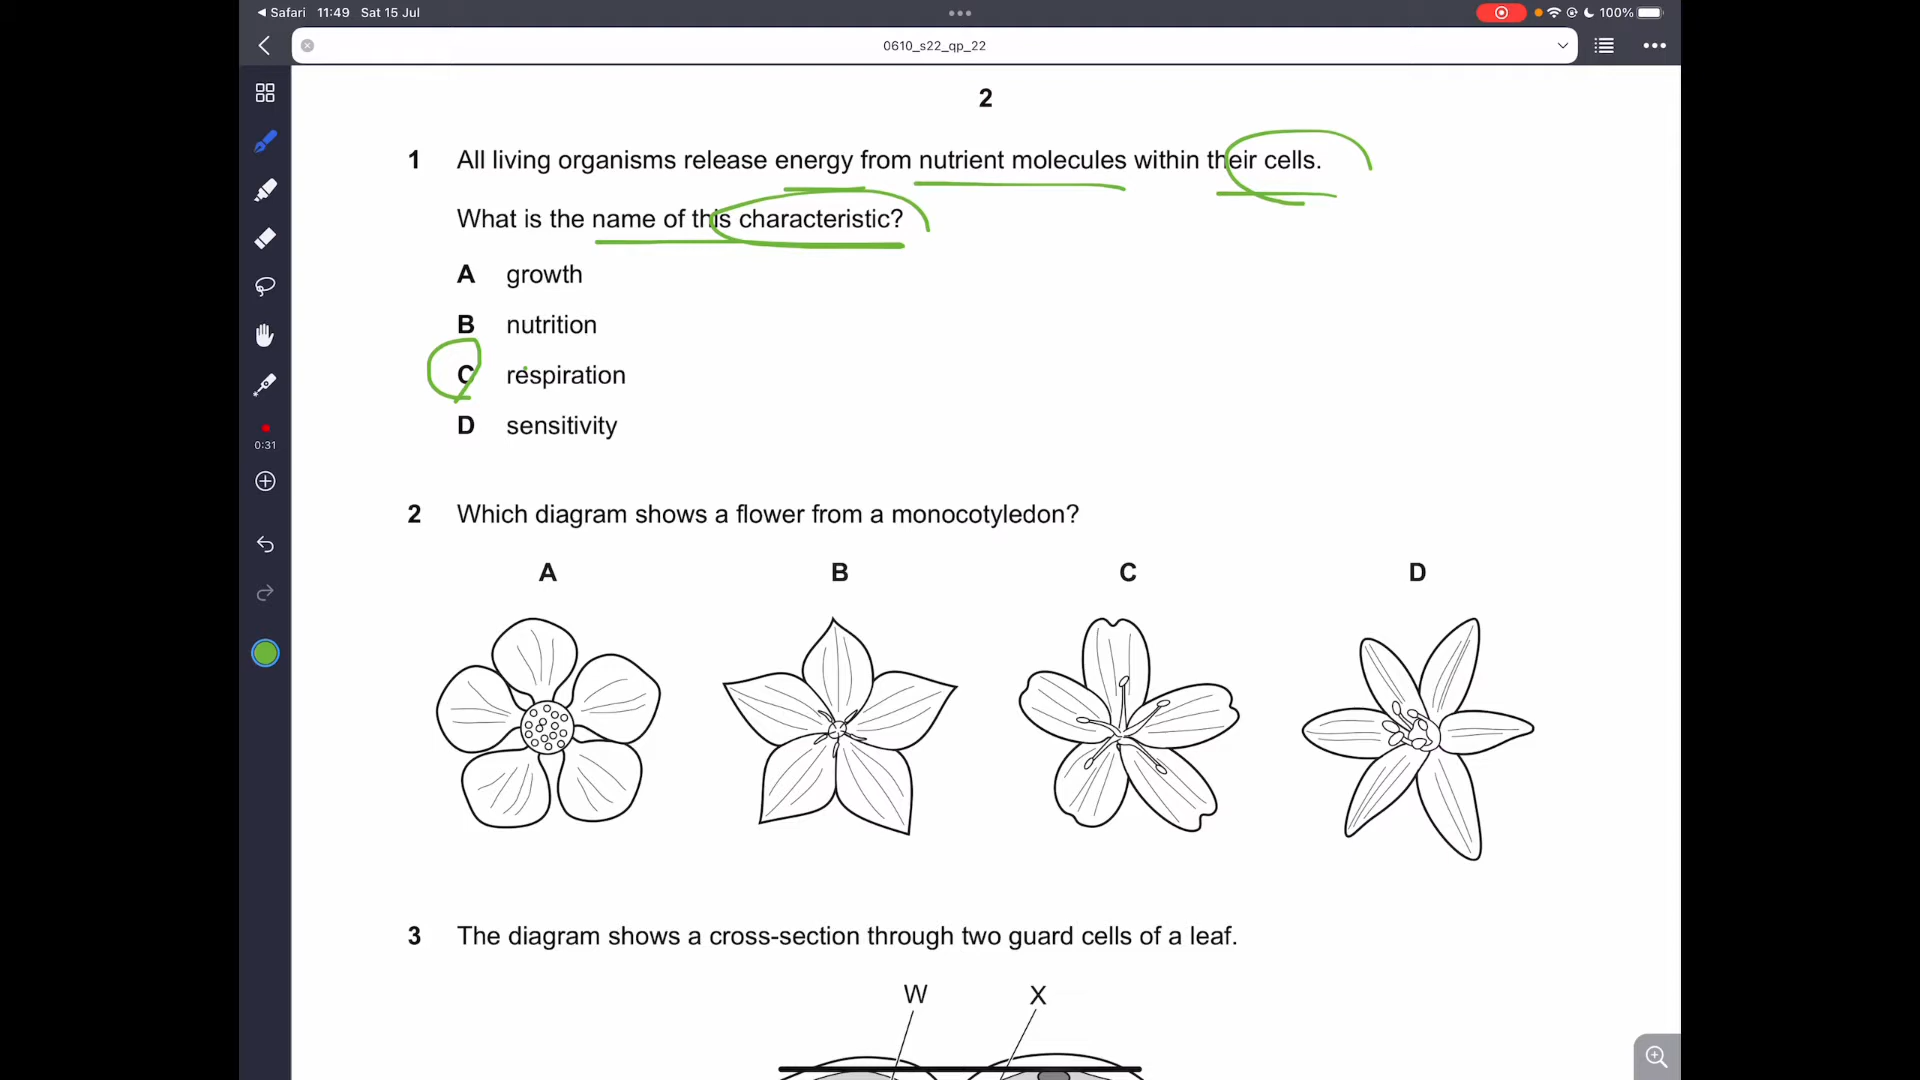 Safari 11:49 Sat 15 Jul
100%
0610_s22_qp_22
2
1 All living organisms release energy from nutrient molecules within their cells.
What is the name of this characteristic?
A growth
B nutrition
C respiration
D sensitivity
0:31
2 Which diagram shows a flower from a monocotyledon?
A B C D
3 The diagram shows a cross-section through two guard cells of a leaf.
W X